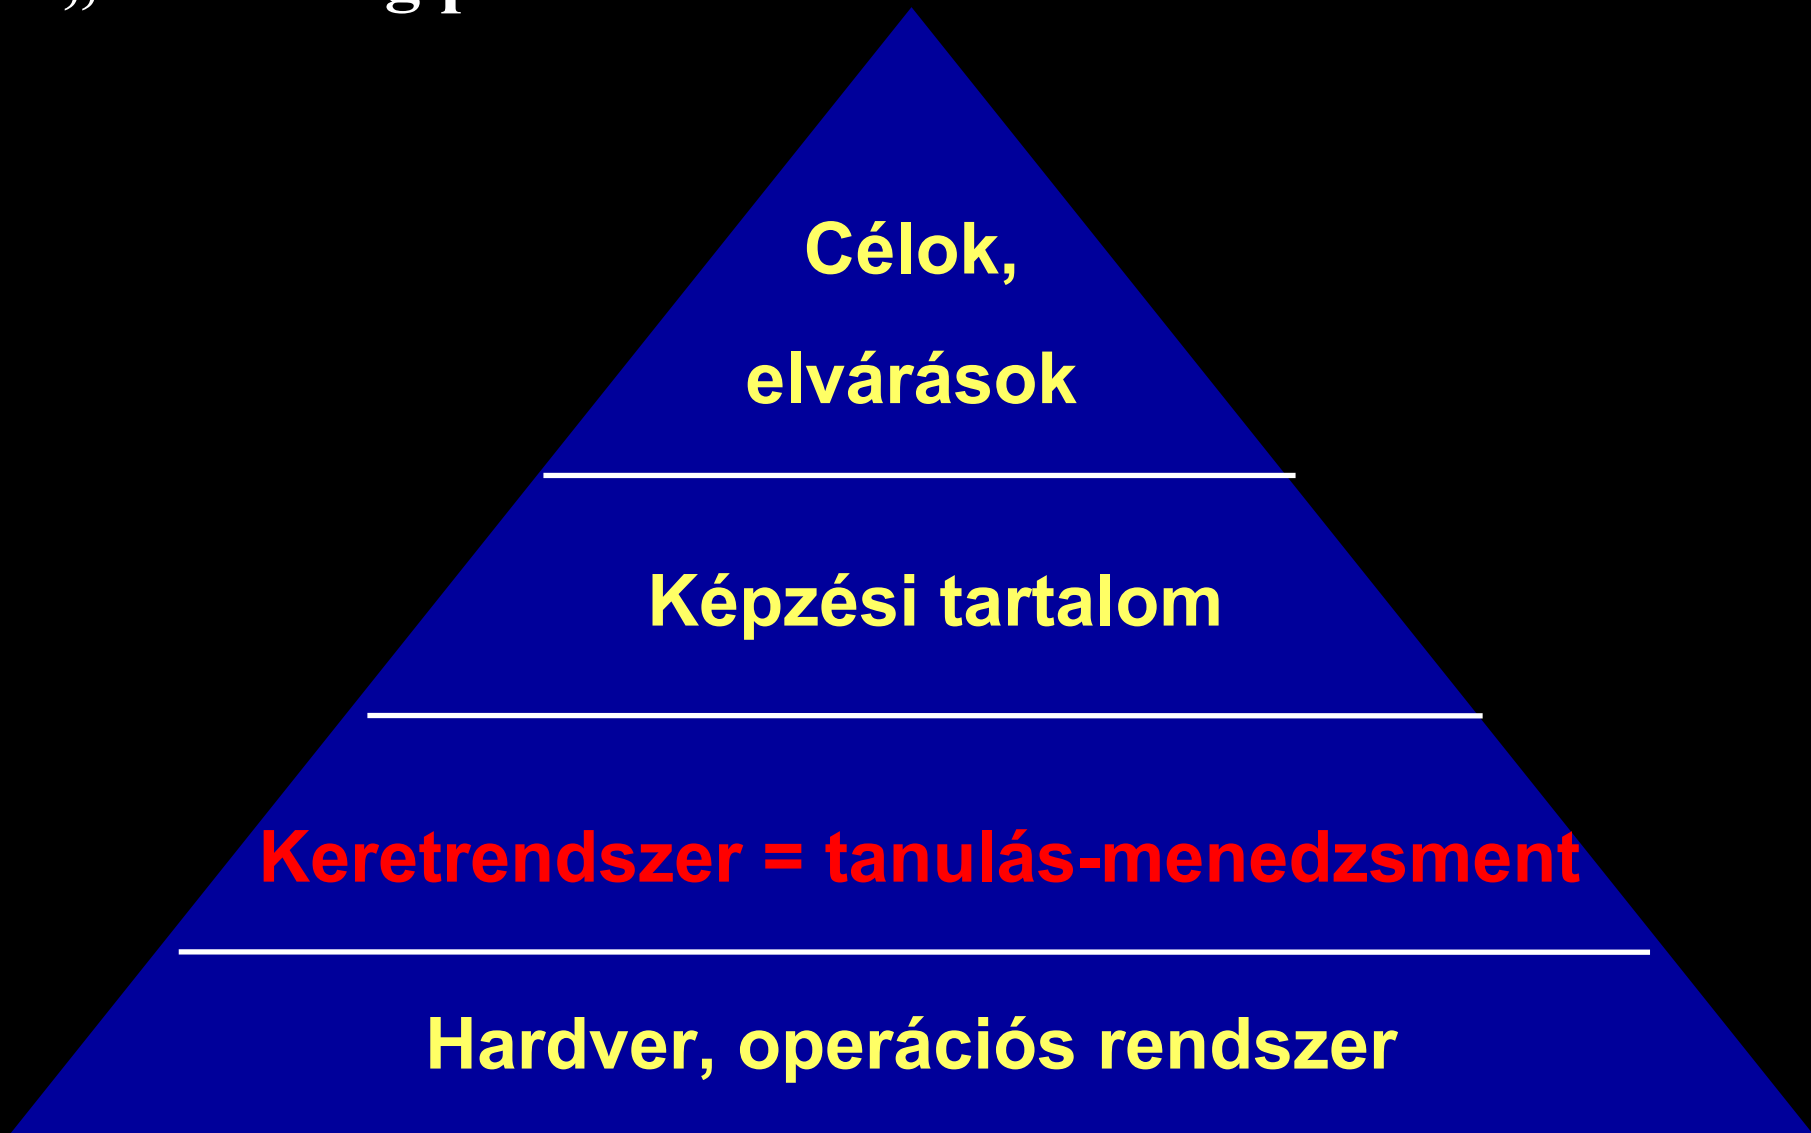 Célok,
elvárások
Képzési tartalom
Keretrendszer = tanulás-menedzsment
Hardver, operációs rendszer